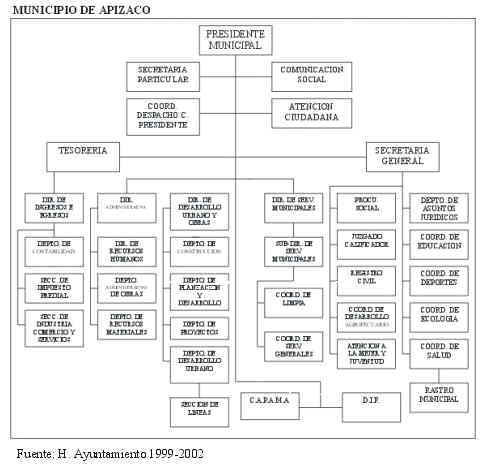 MUNICIPIO DE APIZACO
PRESIDENTE
MUNICIPAL
SECRETARIA
PARTICULAR
COMUNICACION
SOCIAL
COORD.
DESPACHO C.
PRESIDENTE
ATENCION
CIUDADANA
TESORERIA
SECRETARIA
GENERAL
DIR. DE
INGRESOS E
EGRESOS
DIR.
DIR. DE
DESARROLLO
URBANO Y
OBRAS
DIR. DE SERV.
MUNICIPALES
PROCU.
SOCIAL
DEPTO. DE
ASUNTOS
JURIDICOS
DEPTO. DE
CONTABILIDAD
DIR. DE
RECURSOS
HUMANOS
DEPTO. DE
CONSTRUCCION
SUB-DIR. DE
SERV.
MUNICIPALES
JUZGADO
CALIFICADOR
COORD. DE
EDUCACION
SECC. DE
IMPUESTO
PREDIAL
DEPTO
DE OBRAS
DEPTO. DE
PLANEACION
Y
DESARROLLO
COORD. DE
LIMPIA
REGISTRO
CIVIL
COORD. DE
DEPORTES
SECC. DE
INDUSTRIA
COMERCIO Y
SERVICIOS
DEPTO. DE
RECURSOS
MATERIALES
DEPTO. DE
PROYECTOS
COORD. DE
SERV.
GENERALES
COORD. DE
DESARROLLO
AGROPECUARIO
COORD. DE
ECOLOGIA
DEPTO. DE
DESARROLLO
URBANO
ATENCION A
LA MUJER Y
JUVENTUD
COORD. DE
SALUD
SECCION DE
LINEAS
C.A.P.A.M.A.
D.I.F.
RASTRO
MUNICIPAL
Fuente: H. Ayuntamiento.1999-2002